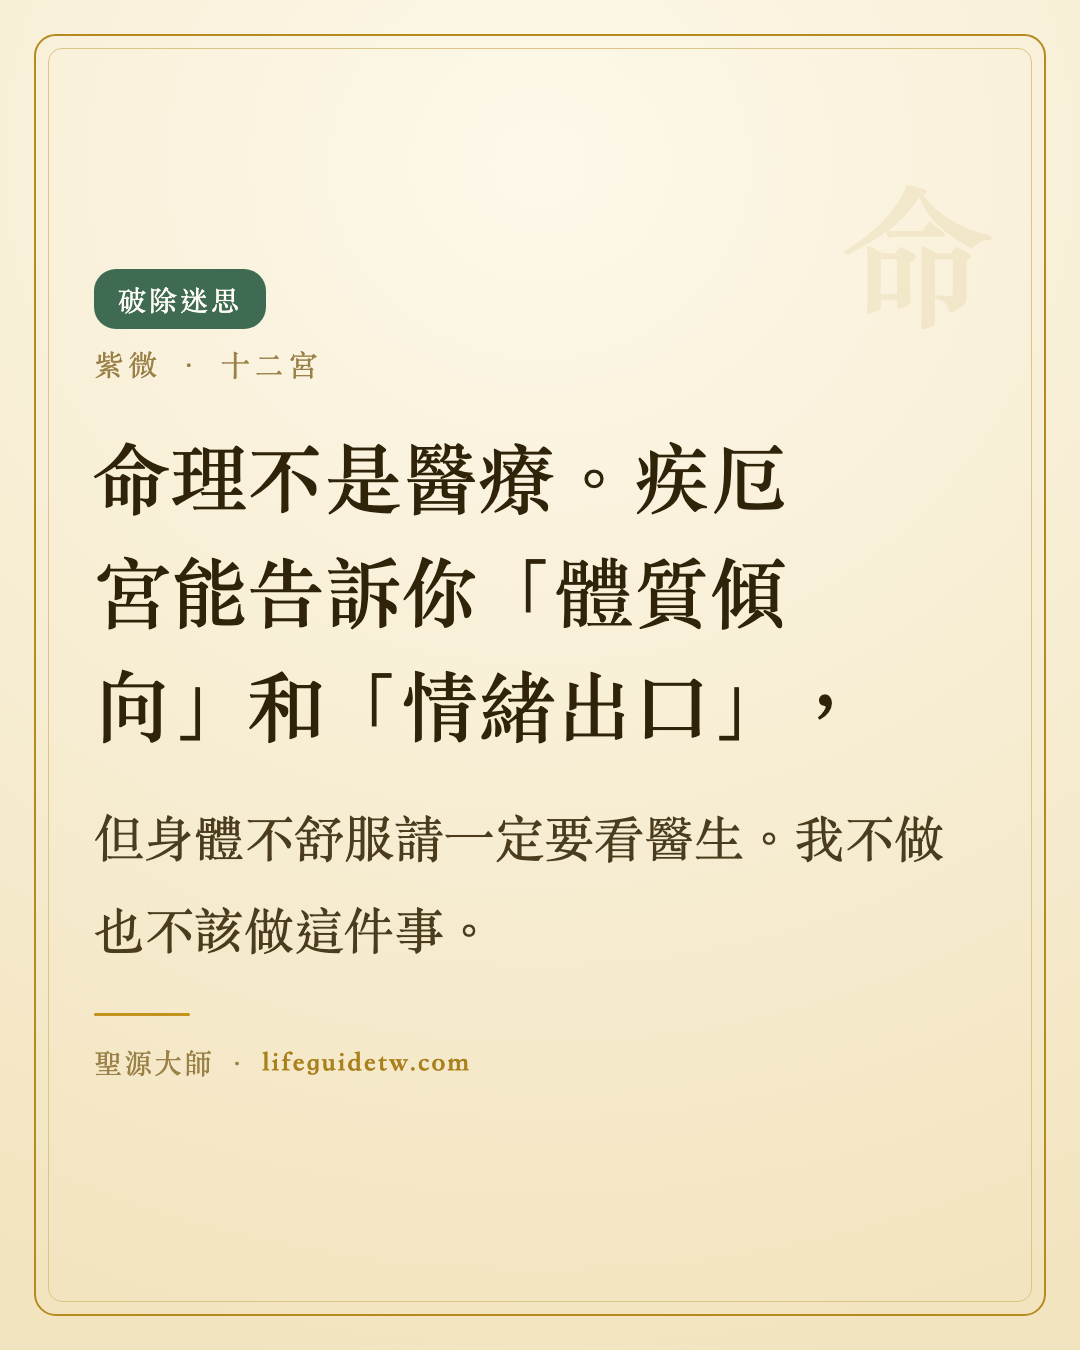 命
破除迷思
紫微 · 十二宮
命理不是醫療。疾厄
宮能告訴你「體質傾
向」和「情緒出口」，
但身體不舒服請一定要看醫生。我不做
也不該做這件事。
聖源大師 · lifeguidetw.com